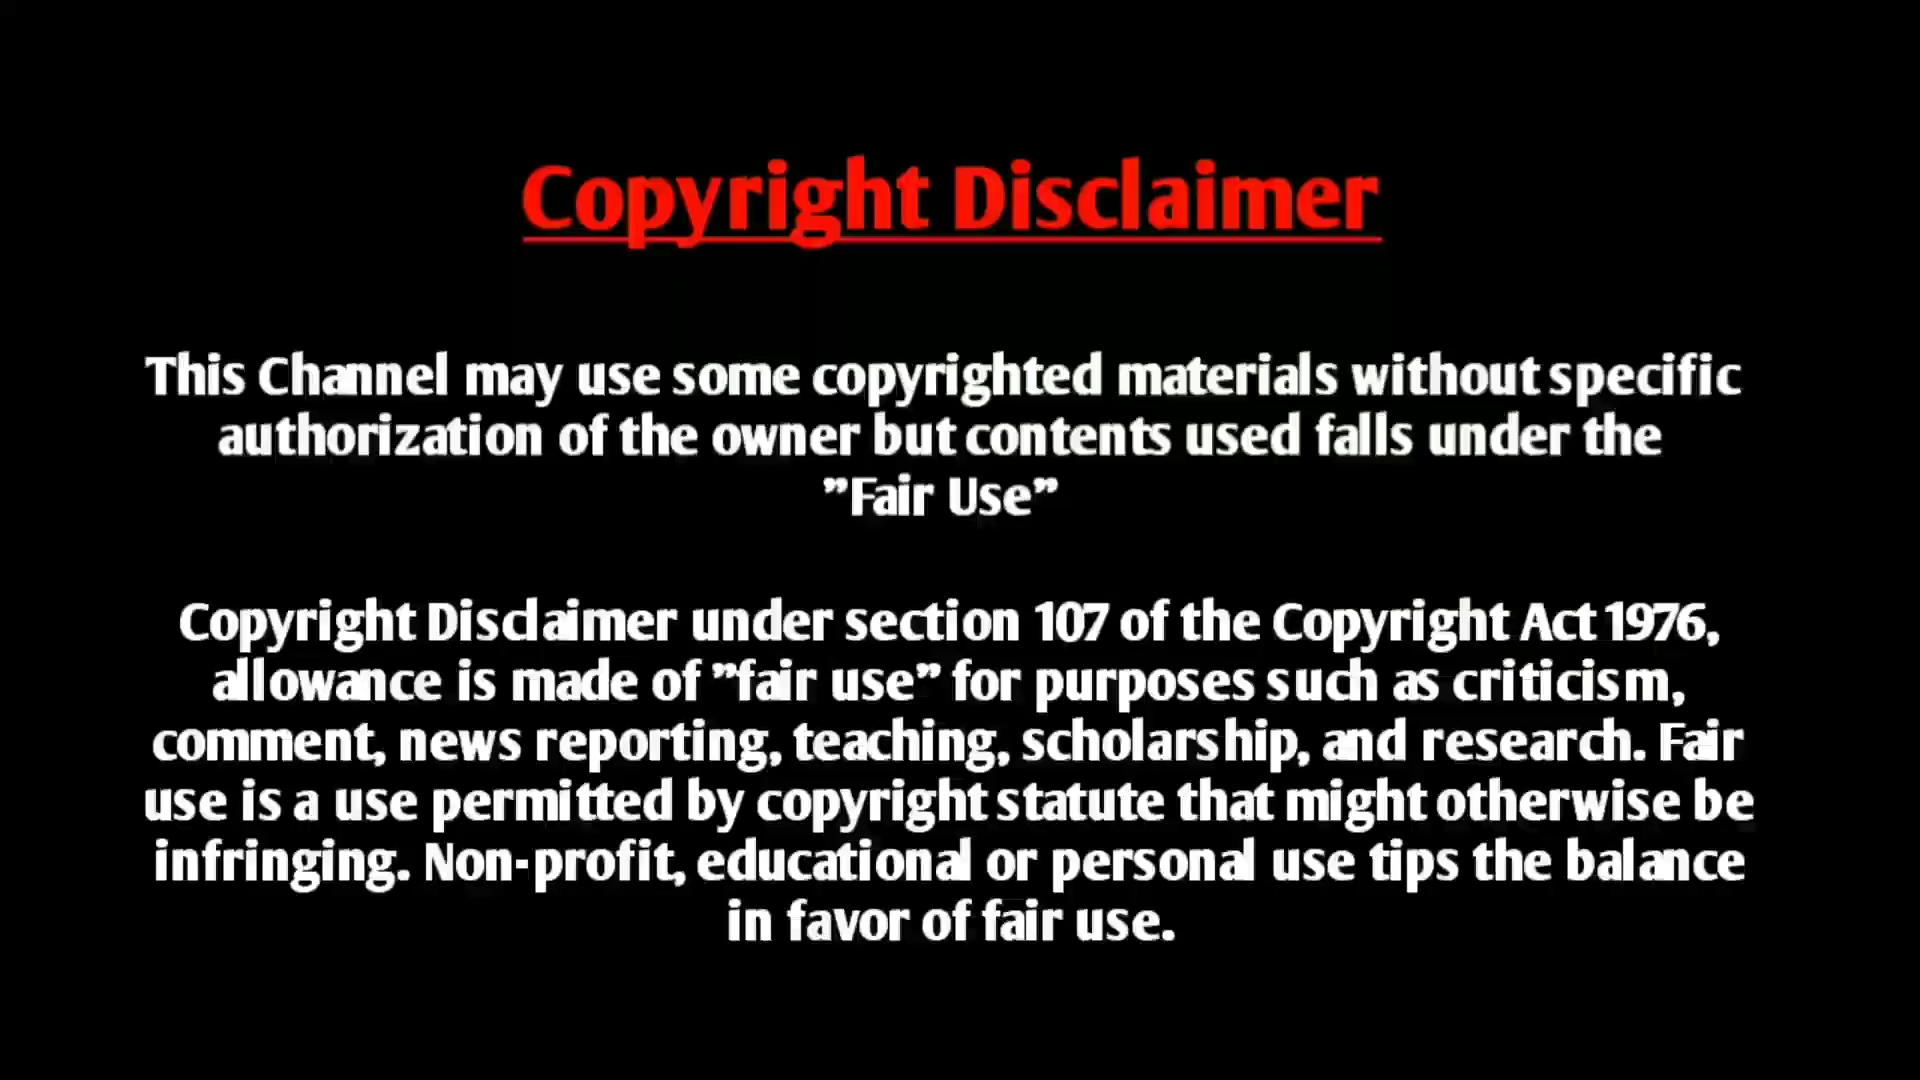 Copyright Disclaimer
This Channel may use some copyrighted materials without specific
authorization of the owner but contents used falls under the
”Fair Use”
Copyright Disclaimer under section 107 of the Copyright Act 1976,
allowance is made of ”fair use” for purposes such as criticism,
comment, news reporting, teaching, scholarship, and research. Fair
use is a use permitted by copyright statute that might otherwise be
infringing. Non-profit, educational or personal use tips the balance
in favor of fair use.